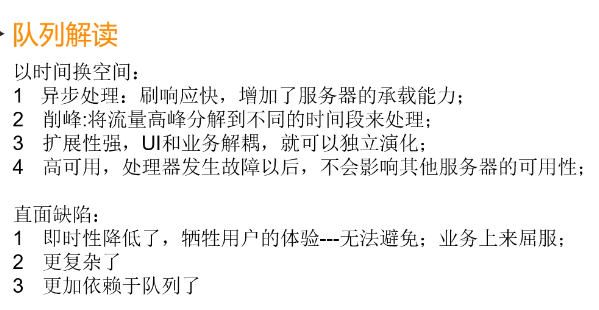 队列解读
以时间换空间：
1 异步处理：刷响应快，增加了服务器的承载能力；
2 削峰:将流量高峰分解到不同的时间段来处理；
3 扩展性强，UI和业务解耦，就可以独立演化；
4 高可用，处理器发生故障以后，不会影响其他服务器的可用性；
直面缺陷：
1 即时性降低了，牺牲用户的体验---无法避免；业务上来屈服；
2 更复杂了
3 更加依赖于队列了